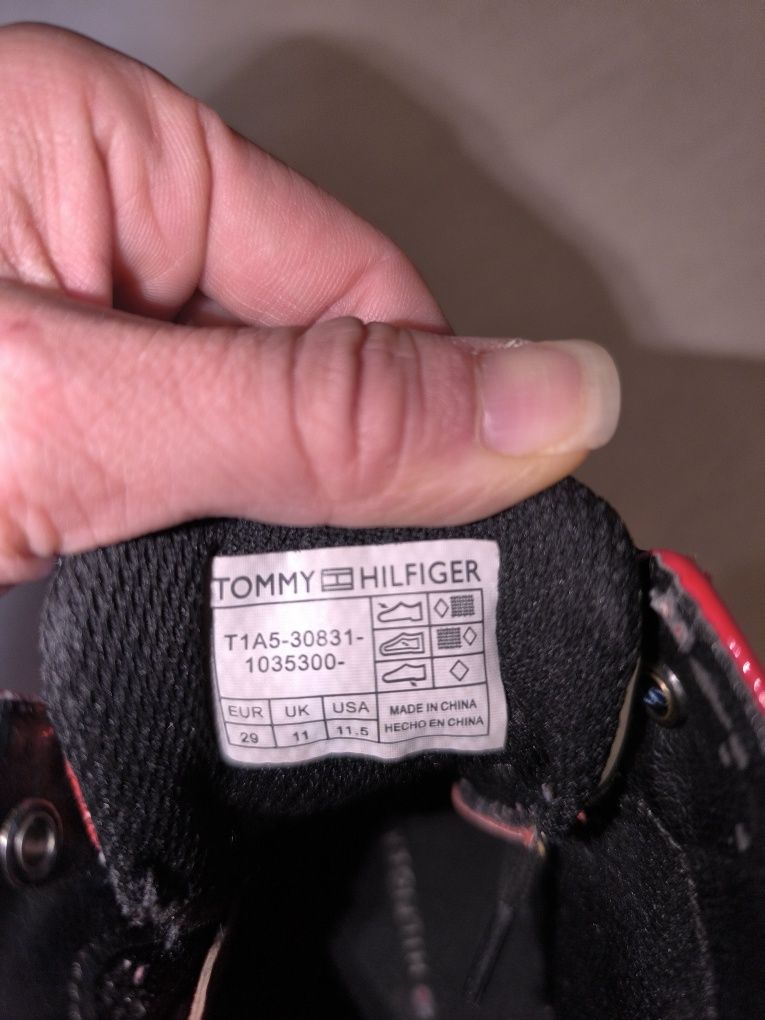 TOMMY HILFIGER
T1A5-30831-
1035300-
EUR UK USA
29 11 11.5
MADE IN CHINA
HECHO EN CHINA